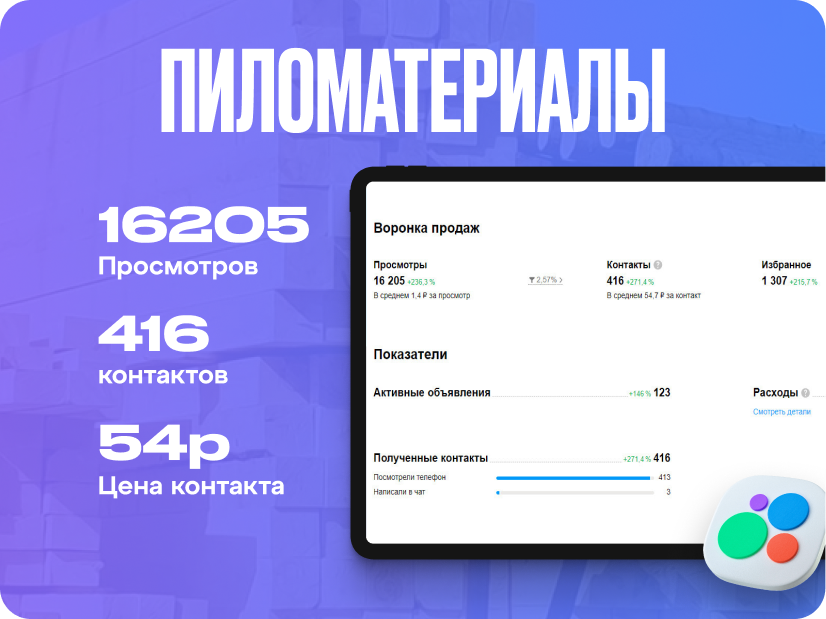 ПИЛОМАТЕРИАЛЫ
16205
Просмотров
416
контактов
54р
Цена контакта
Воронка продаж
Просмотры
Контакты ?
Избранное
16 205 +236,3 %
2,57%
416 +271,4 %
1 307 +215,7 %
В среднем 1,4 ₽ за просмотр
В среднем 54,7 ₽ за контакт
Показатели
Активные объявления +146 % 123
Расходы ?
Смотреть детали
Полученные контакты +271,4 % 416
Посмотрели телефон 413
Написали в чат 3